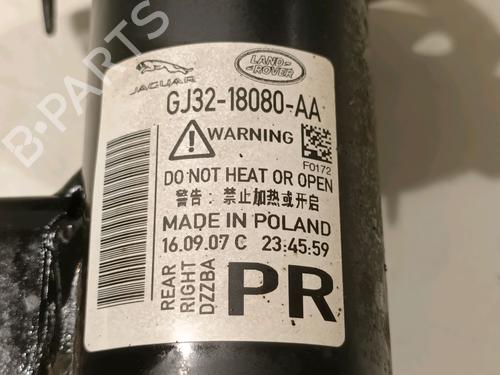 JAGUAR
LAND
ROVER
GJ32-18080-AA
WARNING
F0172
DO NOT HEAT OR OPEN
警告: 禁止加热或开启
MADE IN POLAND
16.09.07 C 23:45:59
REAR
RIGHT
DZZBA
PR
B-PARTS